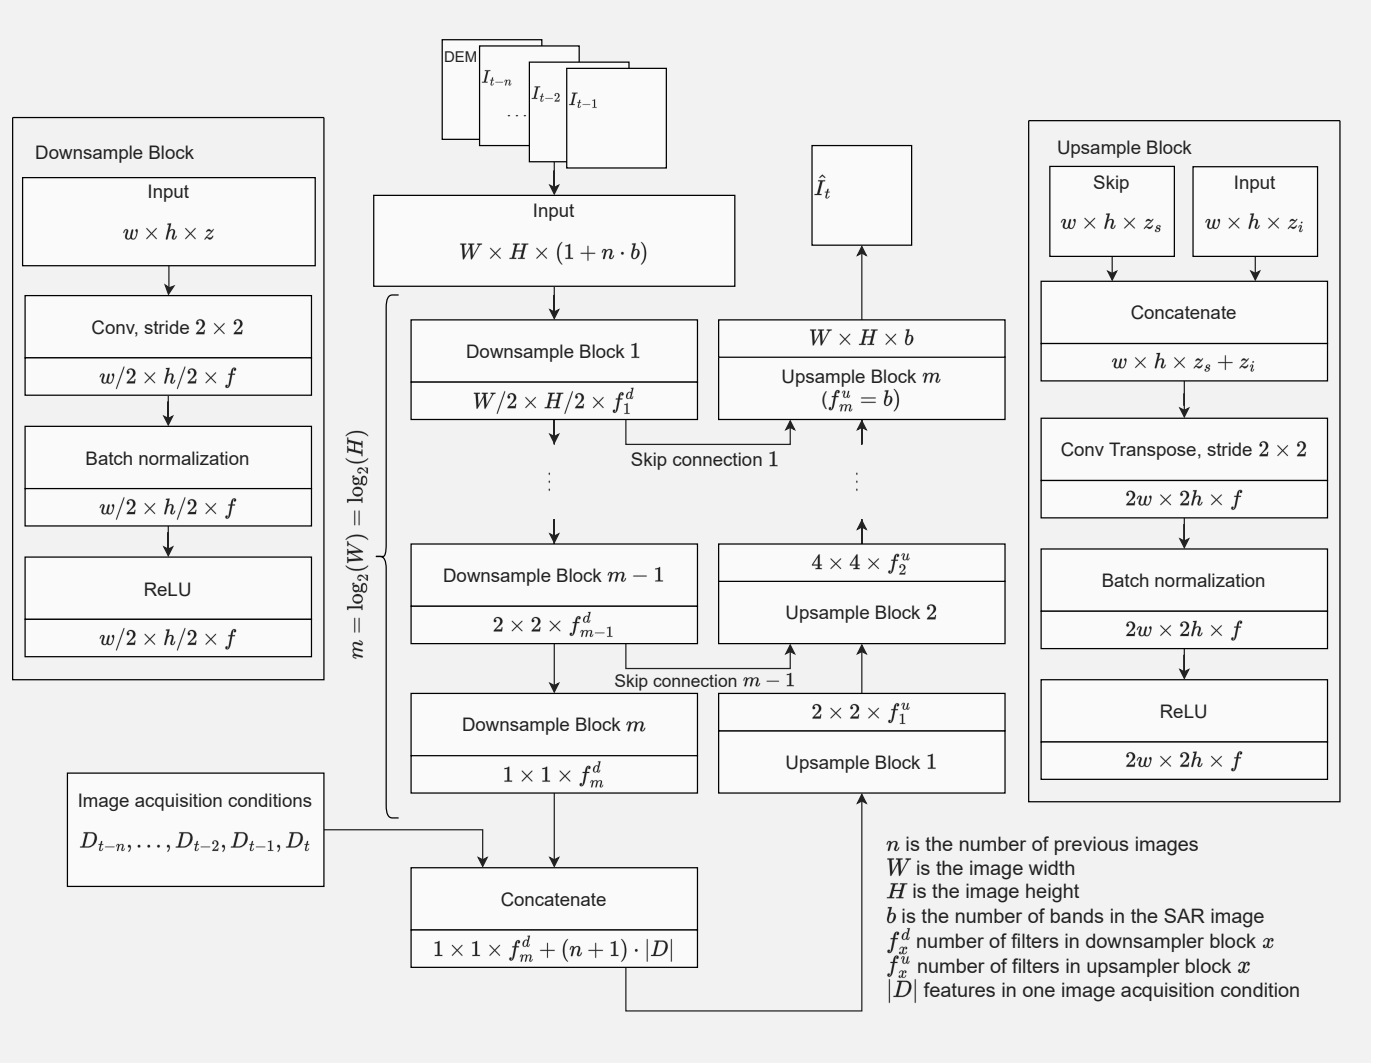 DEM
I_{t−n}
...
I_{t−2}
I_{t−1}
Downsample Block
Input
w × h × z
Conv, stride 2 × 2
w/2 × h/2 × f
Batch normalization
w/2 × h/2 × f
ReLU
w/2 × h/2 × f
Input
W × H × (1 + n · b)
m = log₂(W) = log₂(H)
Downsample Block 1
W/2 × H/2 × f_1^d
Skip connection 1
⋮
Downsample Block m − 1
2 × 2 × f_{m−1}^d
Skip connection m − 1
Downsample Block m
1 × 1 × f_m^d
Image acquisition conditions
D_{t−n}, ..., D_{t−2}, D_{t−1}, D_t
Concatenate
1 × 1 × f_m^d + (n + 1) · |D|
Î_t
W × H × b
Upsample Block m
(f_m^u = b)
⋮
4 × 4 × f_2^u
Upsample Block 2
2 × 2 × f_1^u
Upsample Block 1
Upsample Block
Skip
w × h × z_s
Input
w × h × z_i
Concatenate
w × h × z_s + z_i
Conv Transpose, stride 2 × 2
2w × 2h × f
Batch normalization
2w × 2h × f
ReLU
2w × 2h × f
n is the number of previous images
W is the image width
H is the image height
b is the number of bands in the SAR image
f_x^d number of filters in downsampler block x
f_x^u number of filters in upsampler block x
|D| features in one image acquisition condition